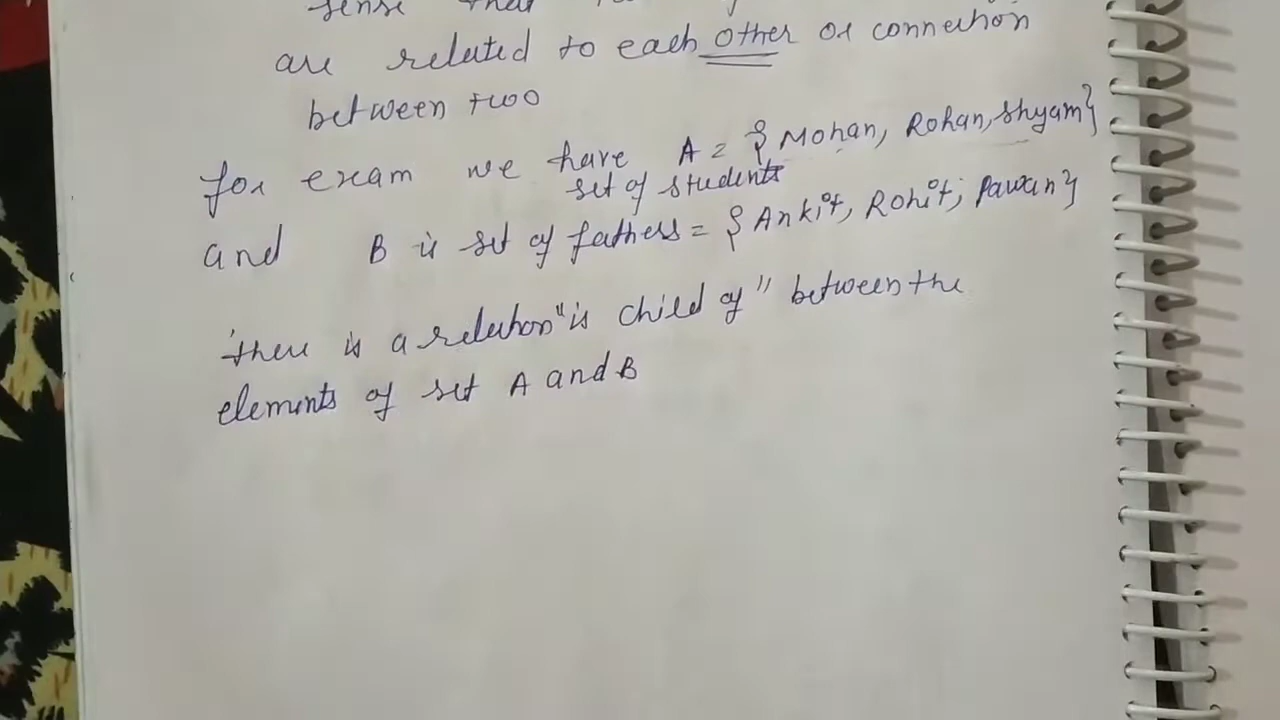 sense that
are related to each other or connection
between two
for exam we have A = {Mohan, Rohan, Shyam}
set of students
and B is set of fathers = {Ankit, Rohit, Pawan}
there is a relation "is child of" between the
elements of set A and B